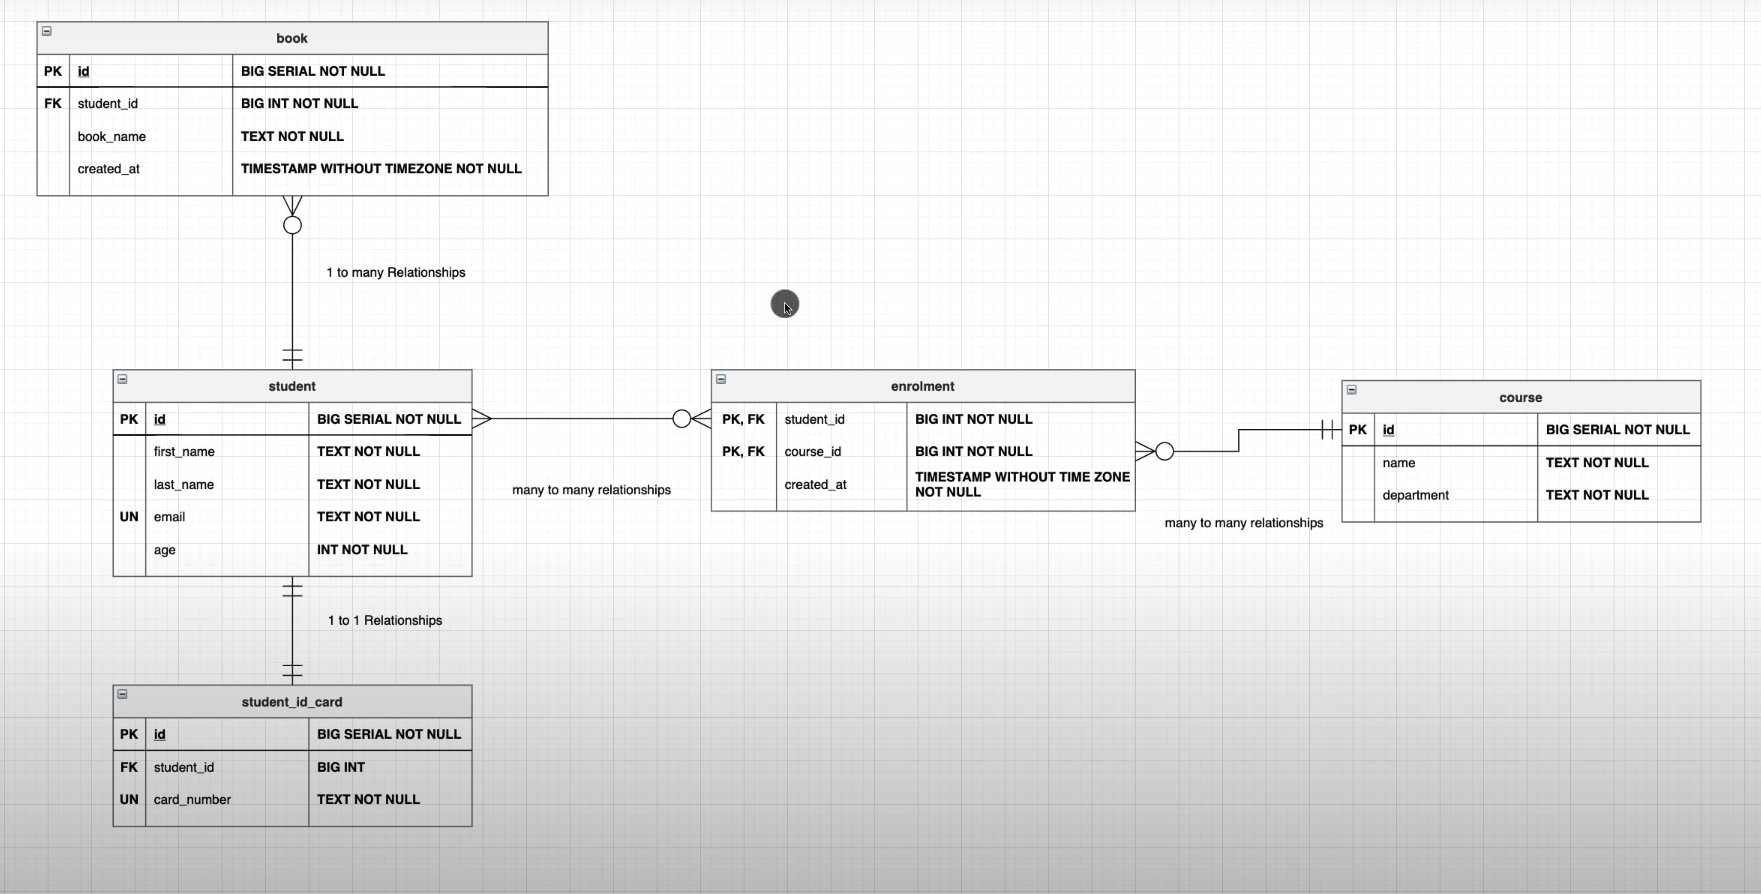 book
PK id BIG SERIAL NOT NULL
FK student_id BIG INT NOT NULL
book_name TEXT NOT NULL
created_at TIMESTAMP WITHOUT TIMEZONE NOT NULL
1 to many Relationships
student
PK id BIG SERIAL NOT NULL
first_name TEXT NOT NULL
last_name TEXT NOT NULL
UN email TEXT NOT NULL
age INT NOT NULL
many to many relationships
enrolment
PK, FK student_id BIG INT NOT NULL
PK, FK course_id BIG INT NOT NULL
created_at TIMESTAMP WITHOUT TIME ZONE
NOT NULL
many to many relationships
course
PK id BIG SERIAL NOT NULL
name TEXT NOT NULL
department TEXT NOT NULL
1 to 1 Relationships
student_id_card
PK id BIG SERIAL NOT NULL
FK student_id BIG INT
UN card_number TEXT NOT NULL